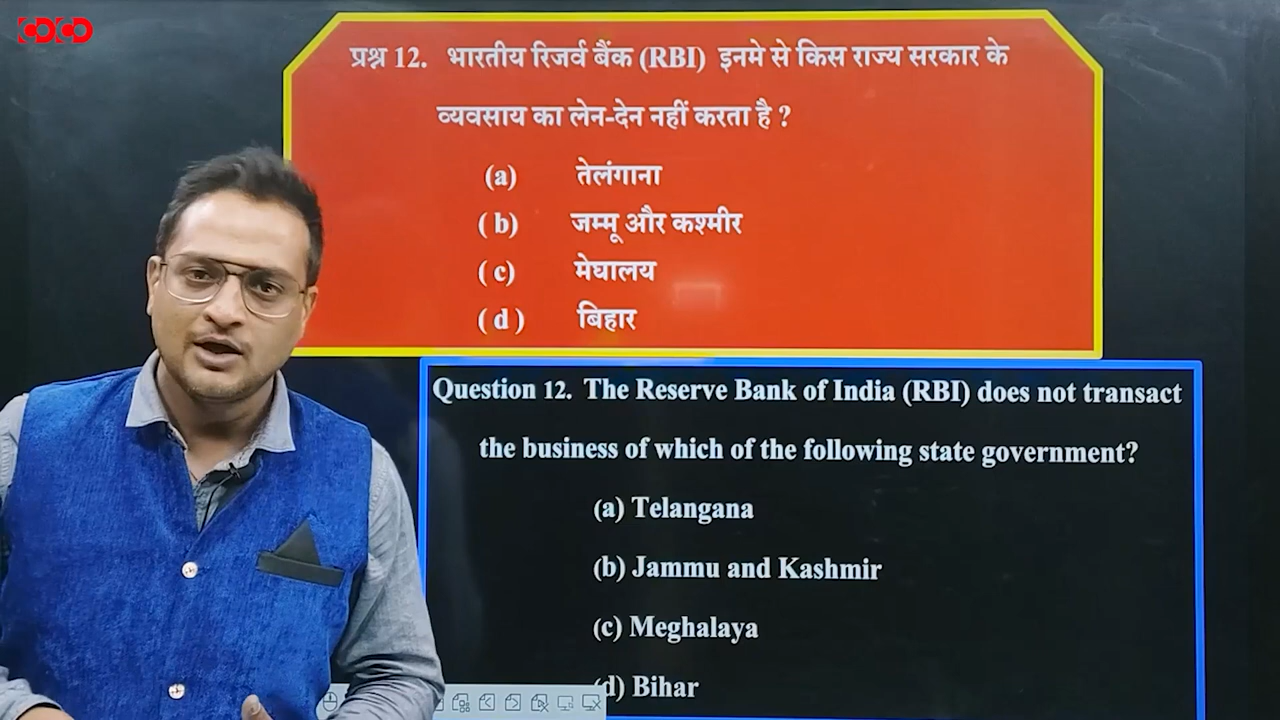 प्रश्न 12. भारतीय रिजर्व बैंक (RBI) इनमे से किस राज्य सरकार के
व्यवसाय का लेन-देन नहीं करता है ?
(a) तेलंगाना
( b) जम्मू और कश्मीर
( c) मेघालय
( d ) बिहार
Question 12. The Reserve Bank of India (RBI) does not transact
the business of which of the following state government?
(a) Telangana
(b) Jammu and Kashmir
(c) Meghalaya
(d) Bihar